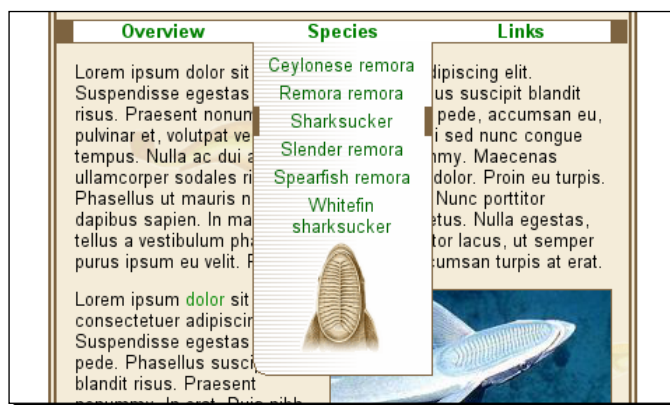 Overview Species Links
Ceylonese remora
Remora remora
Sharksucker
Slender remora
Spearfish remora
Whitefin
sharksucker
Lorem ipsum dolor sit dipiscing elit.
Suspendisse egestas us suscipit blandit
risus. Praesent nonum pede, accumsan eu,
pulvinar et, volutpat ve i sed nunc congue
tempus. Nulla ac dui a my. Maecenas
ullamcorper sodales ri dolor. Proin eu turpis.
Phasellus ut mauris n Nunc porttitor
dapibus sapien. In ma etus. Nulla egestas,
tellus a vestibulum pha tor lacus, ut semper
purus ipsum eu velit. cumsan turpis at erat.
Lorem ipsum dolor sit
consectetuer adipiscin
Suspendisse egestas
pede. Phasellus susci
blandit risus. Praesent